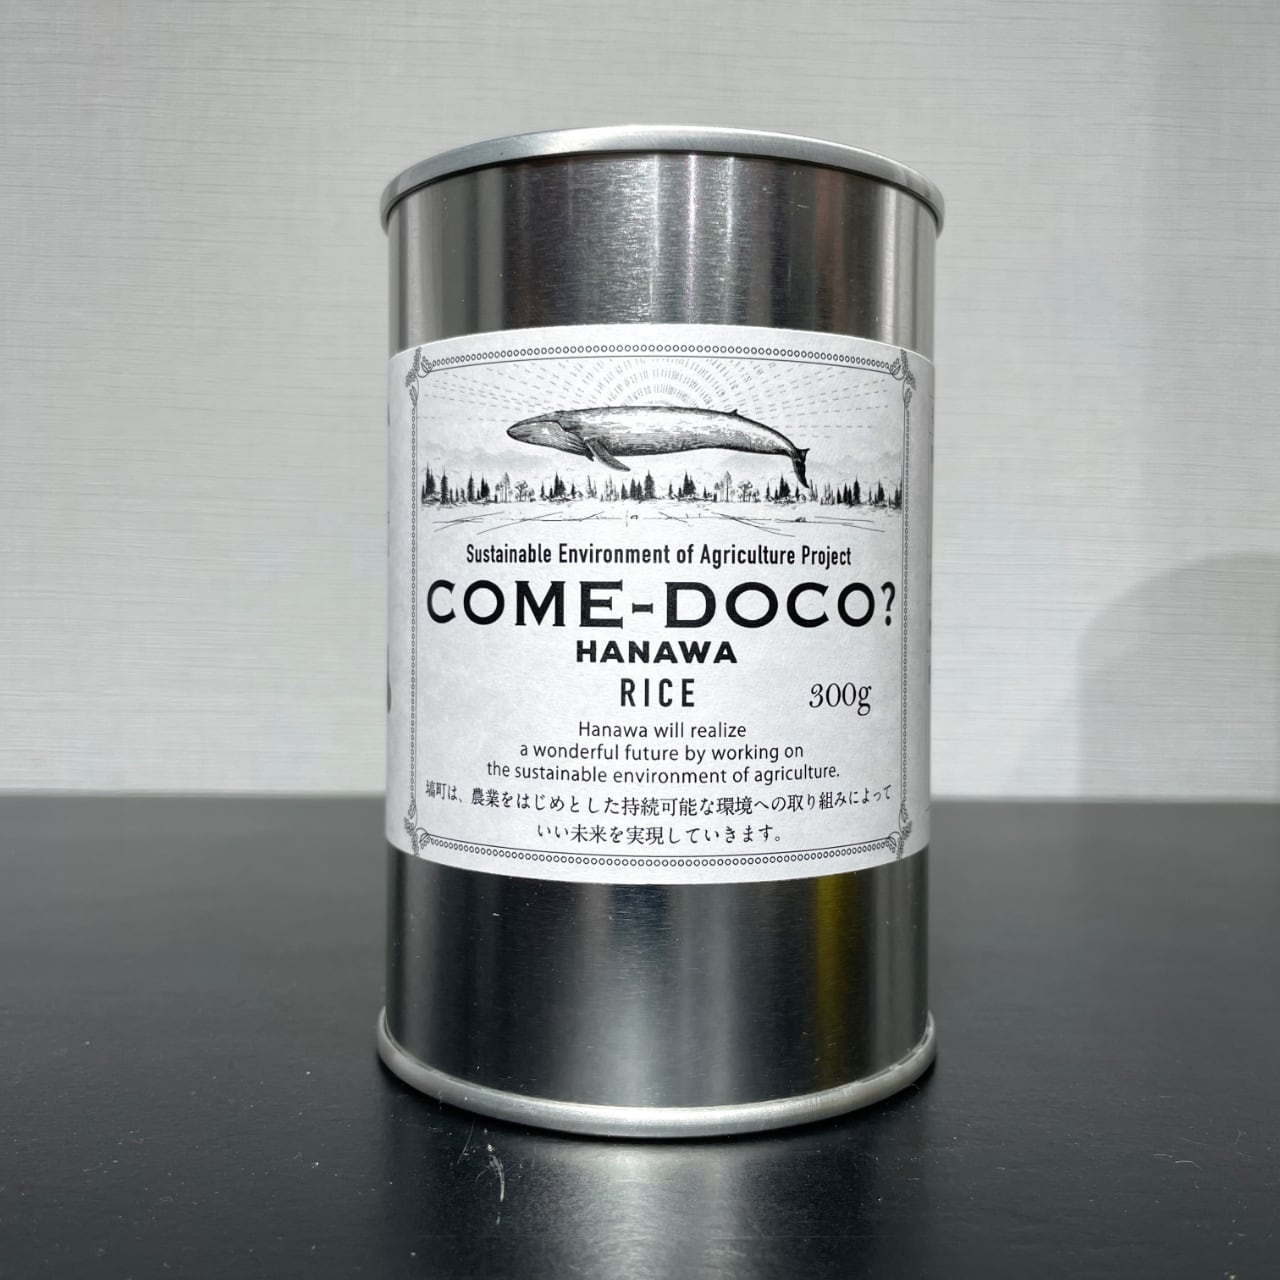 Sustainable Environment of Agriculture Project
COME-DOCO?
HANAWA
RICE
300g
Hanawa will realize
a wonderful future by working on
the sustainable environment of agriculture.
塙町は、農業をはじめとした持続可能な環境への取り組みによって
いい未来を実現していきます。